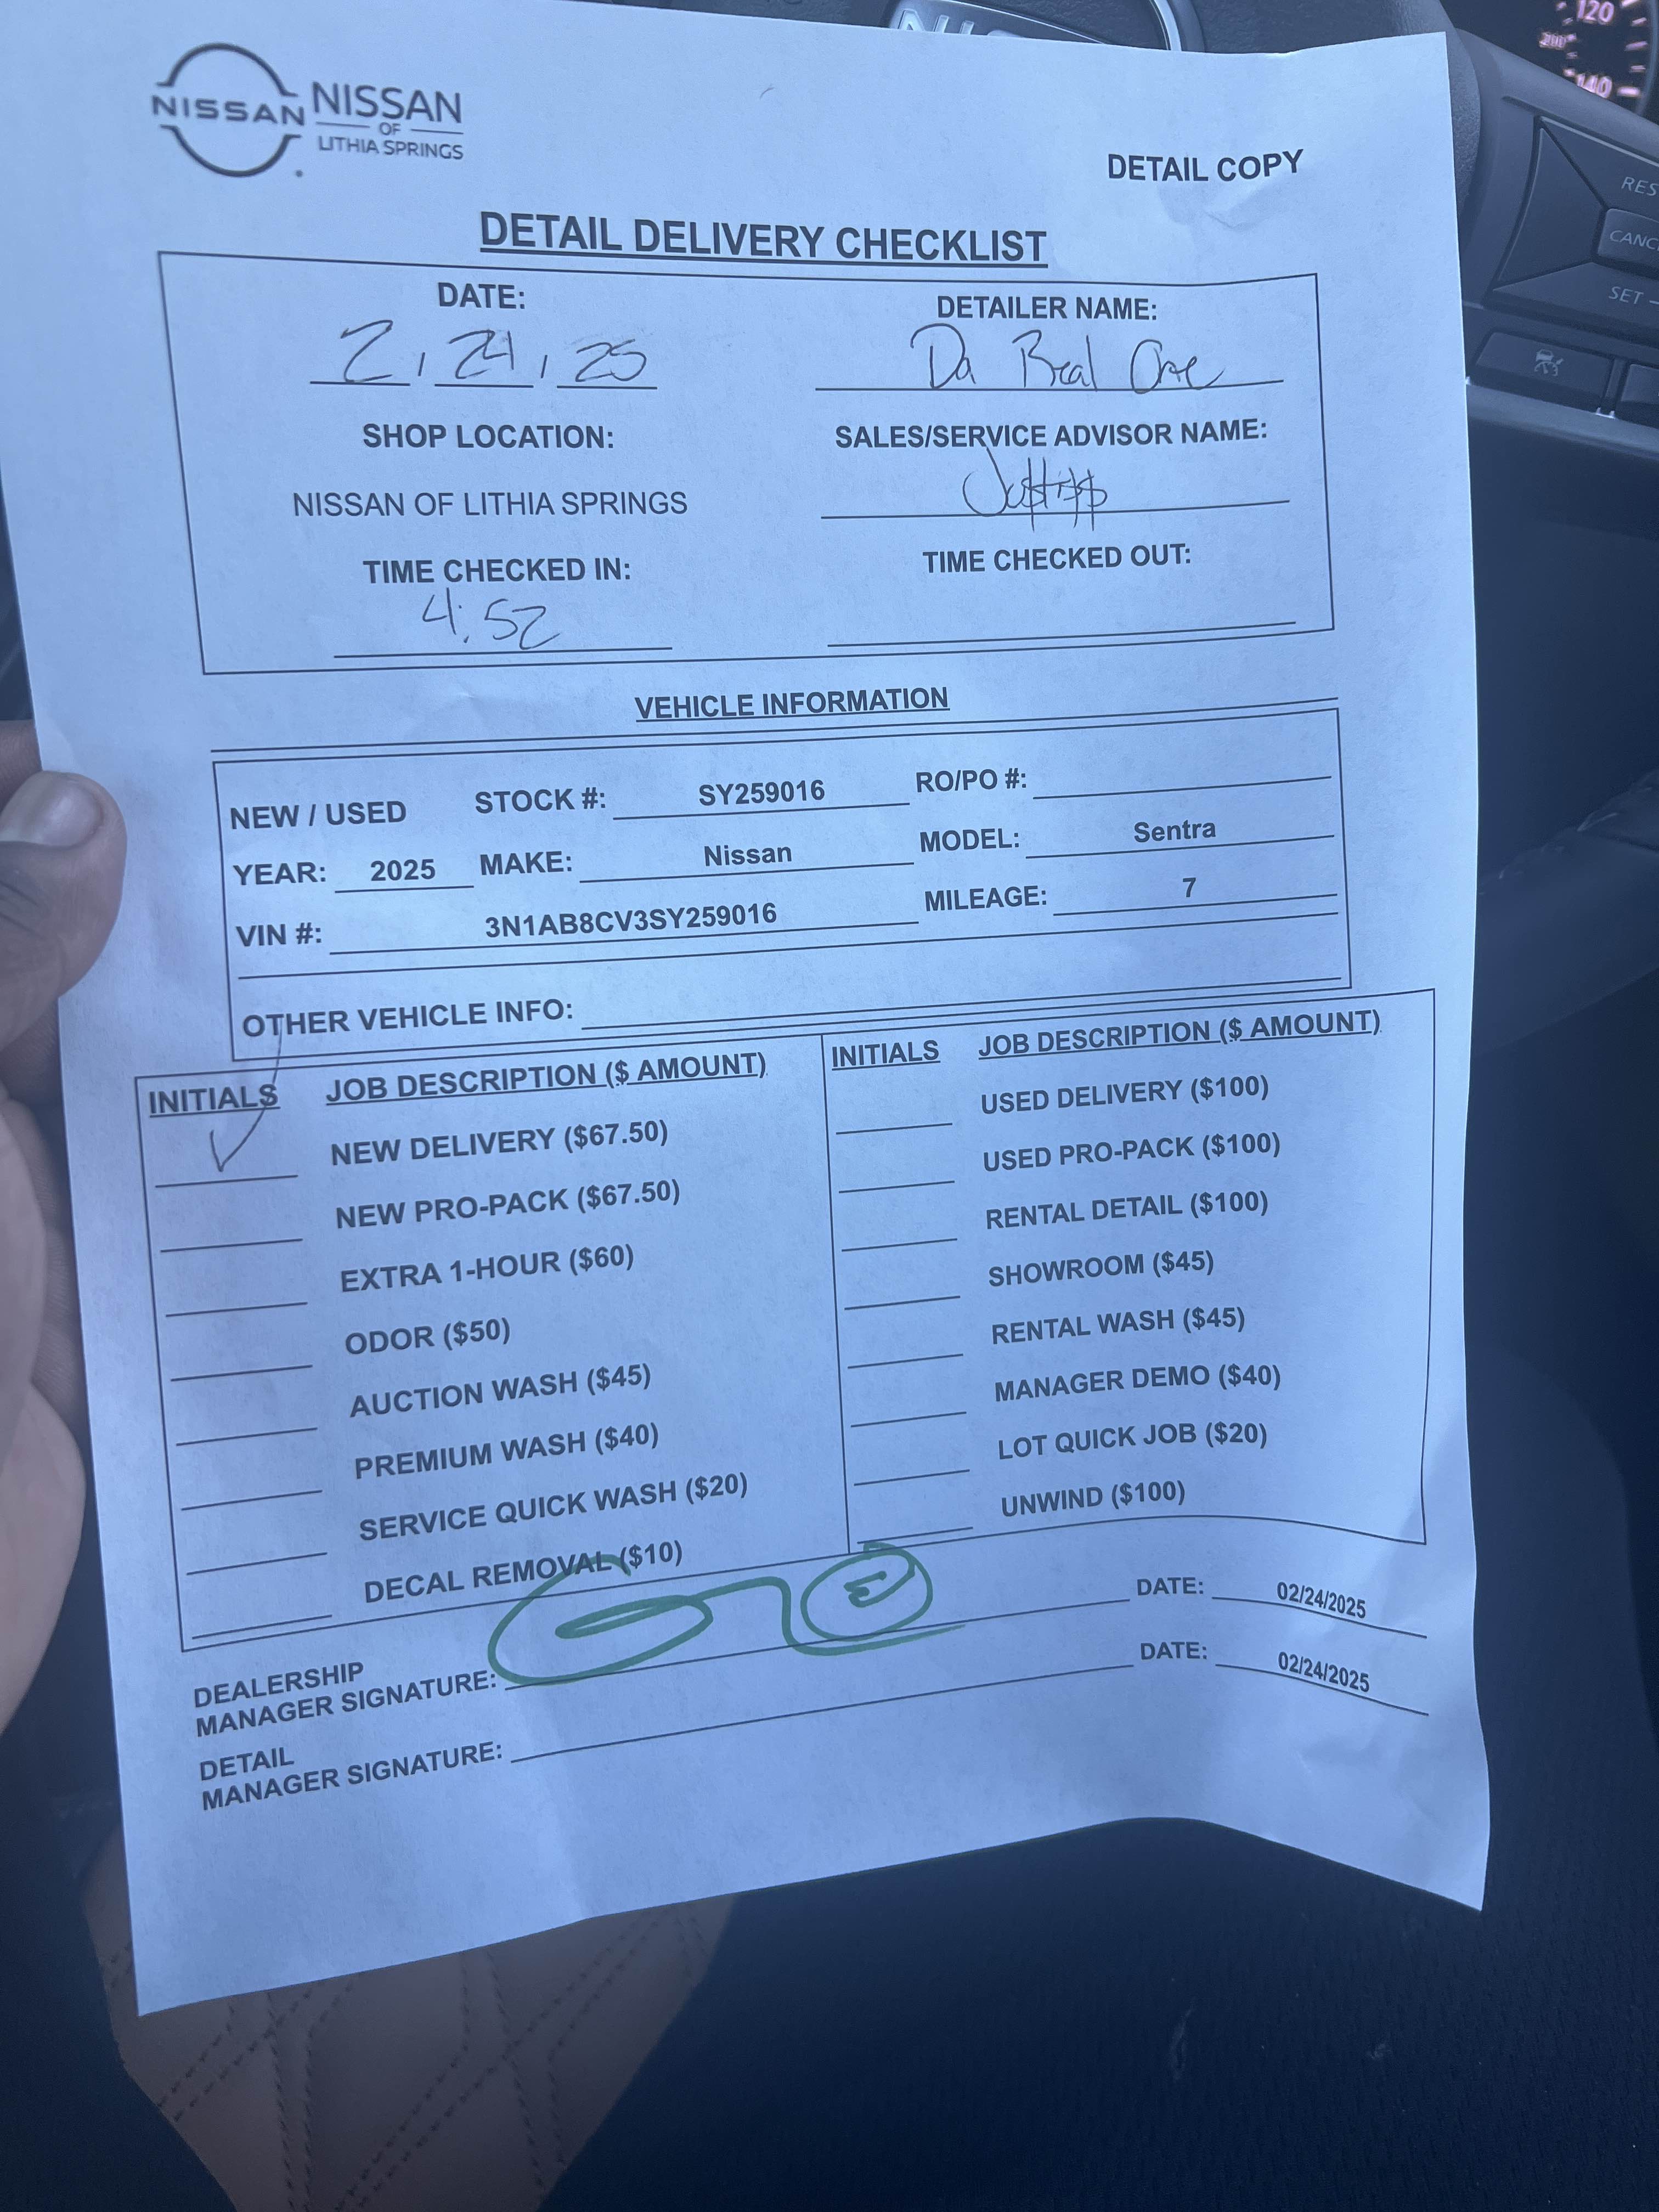 120
140
RES
CANC
SET -
NISSAN
NISSAN
OF
LITHIA SPRINGS
DETAIL COPY
DETAIL DELIVERY CHECKLIST
DATE:
DETAILER NAME:
2, 24, 25
Da Real One
SHOP LOCATION:
SALES/SERVICE ADVISOR NAME:
NISSAN OF LITHIA SPRINGS
TIME CHECKED IN:
TIME CHECKED OUT:
4:52
VEHICLE INFORMATION
NEW / USED STOCK #: SY259016 RO/PO #:
YEAR: 2025 MAKE: Nissan MODEL: Sentra
VIN #: 3N1AB8CV3SY259016 MILEAGE: 7
OTHER VEHICLE INFO:
INITIALS JOB DESCRIPTION ($ AMOUNT)
NEW DELIVERY ($67.50)
NEW PRO-PACK ($67.50)
EXTRA 1-HOUR ($60)
ODOR ($50)
AUCTION WASH ($45)
PREMIUM WASH ($40)
SERVICE QUICK WASH ($20)
DECAL REMOVAL ($10)
INITIALS JOB DESCRIPTION ($ AMOUNT)
USED DELIVERY ($100)
USED PRO-PACK ($100)
RENTAL DETAIL ($100)
SHOWROOM ($45)
RENTAL WASH ($45)
MANAGER DEMO ($40)
LOT QUICK JOB ($20)
UNWIND ($100)
DEALERSHIP
MANAGER SIGNATURE: DATE: 02/24/2025
DETAIL
MANAGER SIGNATURE: DATE: 02/24/2025